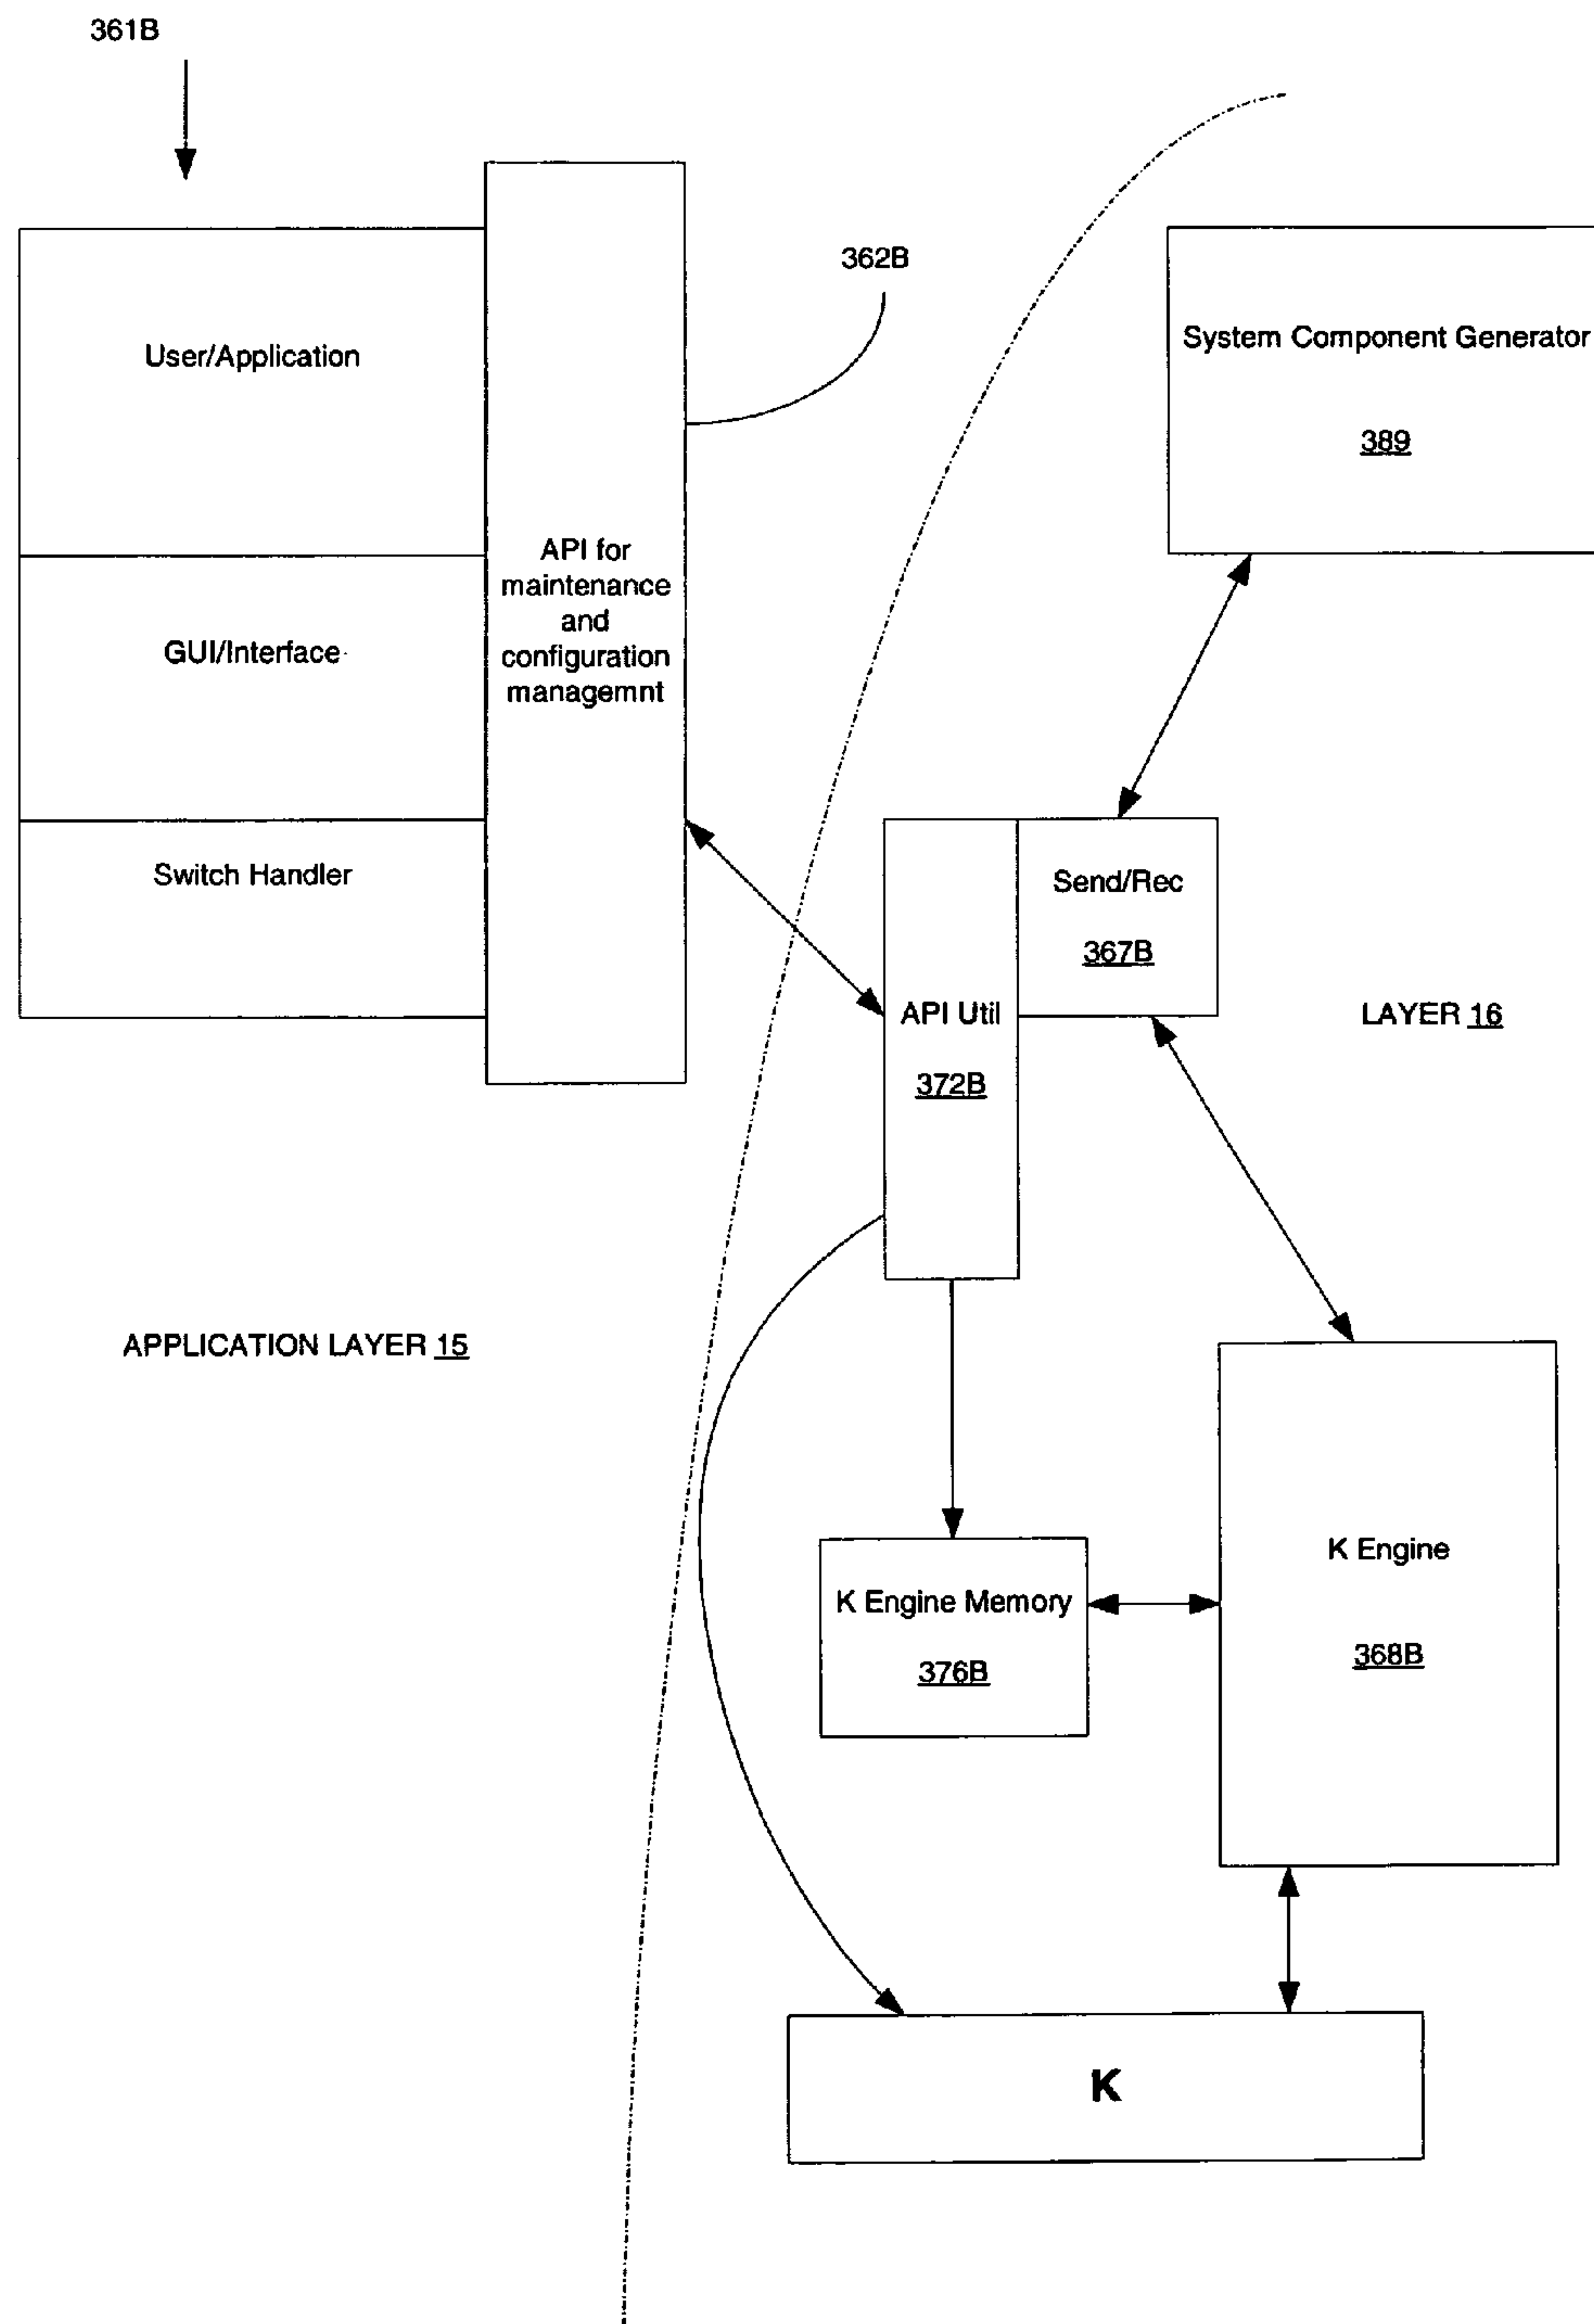 361B
362B
User/Application
System Component Generator
389
API for
maintenance
and
configuration
managemnt
GUI/Interface
Switch Handler
Send/Rec
367B
API Util
372B
LAYER 16
APPLICATION LAYER 15
K Engine
368B
K Engine Memory
376B
K